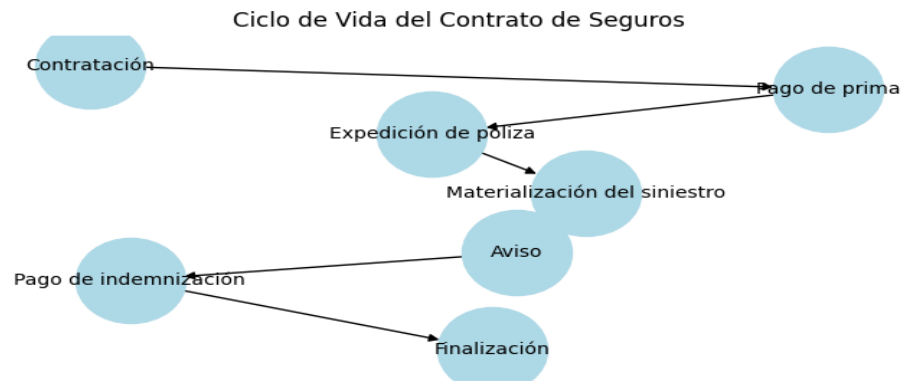 Ciclo de Vida del Contrato de Seguros
Contratación
Pago de prima
Expedición de póliza
Materialización del siniestro
Aviso
Pago de indemnización
Finalización